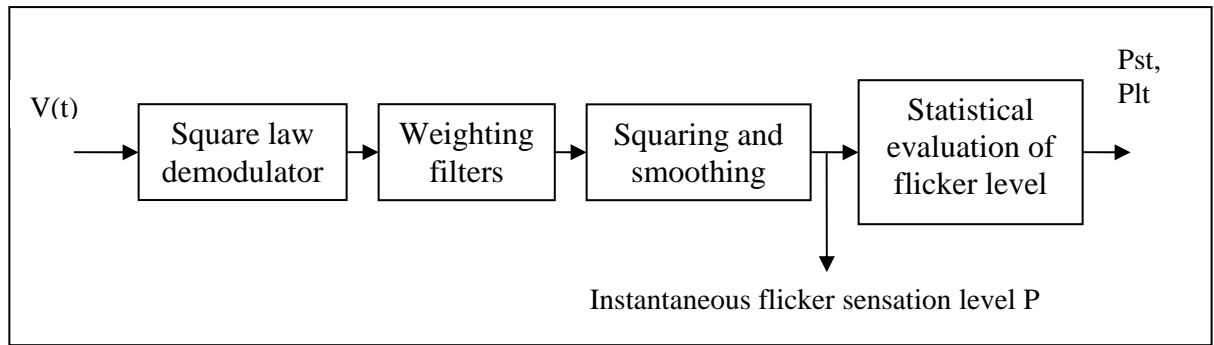 V(t)
Square law
demodulator
Weighting
filters
Squaring and
smoothing
Statistical
evaluation of
flicker level
Pst,
Plt
Instantaneous flicker sensation level P